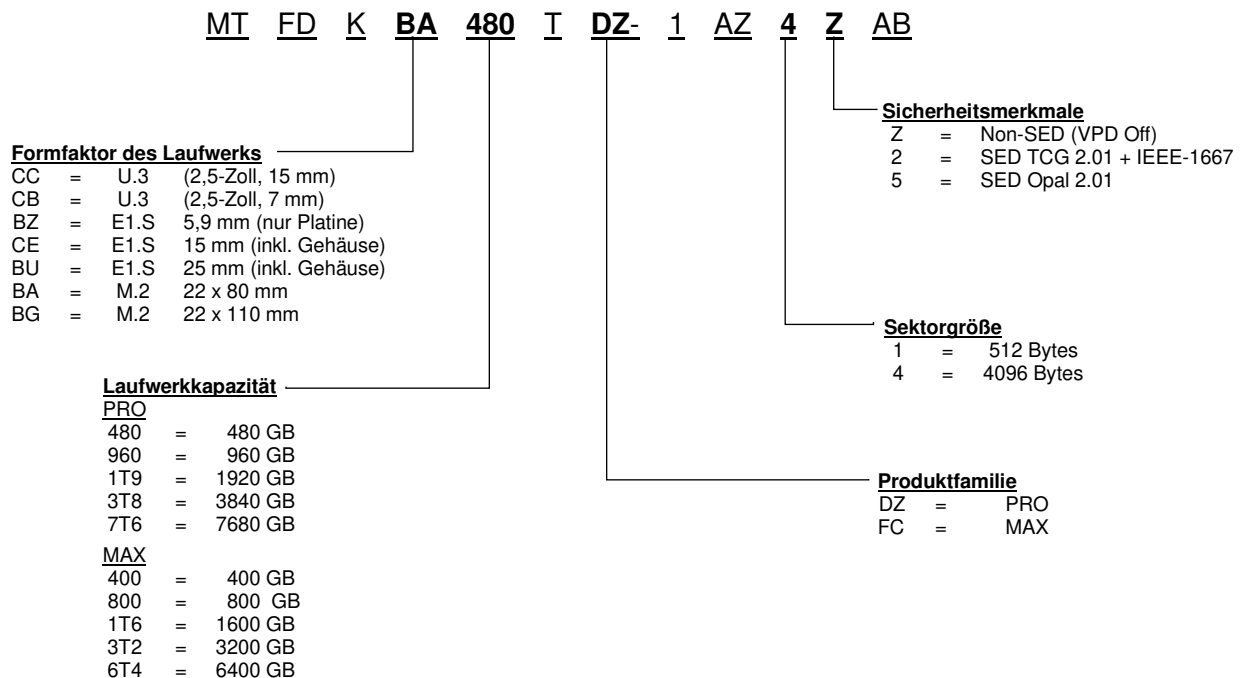 MT FD K BA 480 T DZ- 1 AZ 4 Z AB
Formfaktor des Laufwerks
CC = U.3 (2,5-Zoll, 15 mm)
CB = U.3 (2,5-Zoll, 7 mm)
BZ = E1.S 5,9 mm (nur Platine)
CE = E1.S 15 mm (inkl. Gehäuse)
BU = E1.S 25 mm (inkl. Gehäuse)
BA = M.2 22 x 80 mm
BG = M.2 22 x 110 mm
Laufwerkkapazität
PRO
480 = 480 GB
960 = 960 GB
1T9 = 1920 GB
3T8 = 3840 GB
7T6 = 7680 GB
MAX
400 = 400 GB
800 = 800 GB
1T6 = 1600 GB
3T2 = 3200 GB
6T4 = 6400 GB
Sicherheitsmerkmale
Z = Non-SED (VPD Off)
2 = SED TCG 2.01 + IEEE-1667
5 = SED Opal 2.01
Sektorgröße
1 = 512 Bytes
4 = 4096 Bytes
Produktfamilie
DZ = PRO
FC = MAX